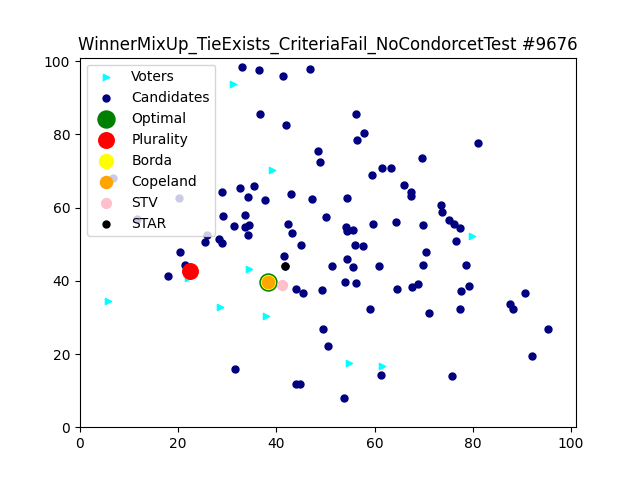 WinnerMixUp_TieExists_CriteriaFail_NoCondorcetTest #9676
100
80
60
40
20
0
Voters
Candidates
Optimal
Plurality
Borda
Copeland
STV
STAR
0 20 40 60 80 100